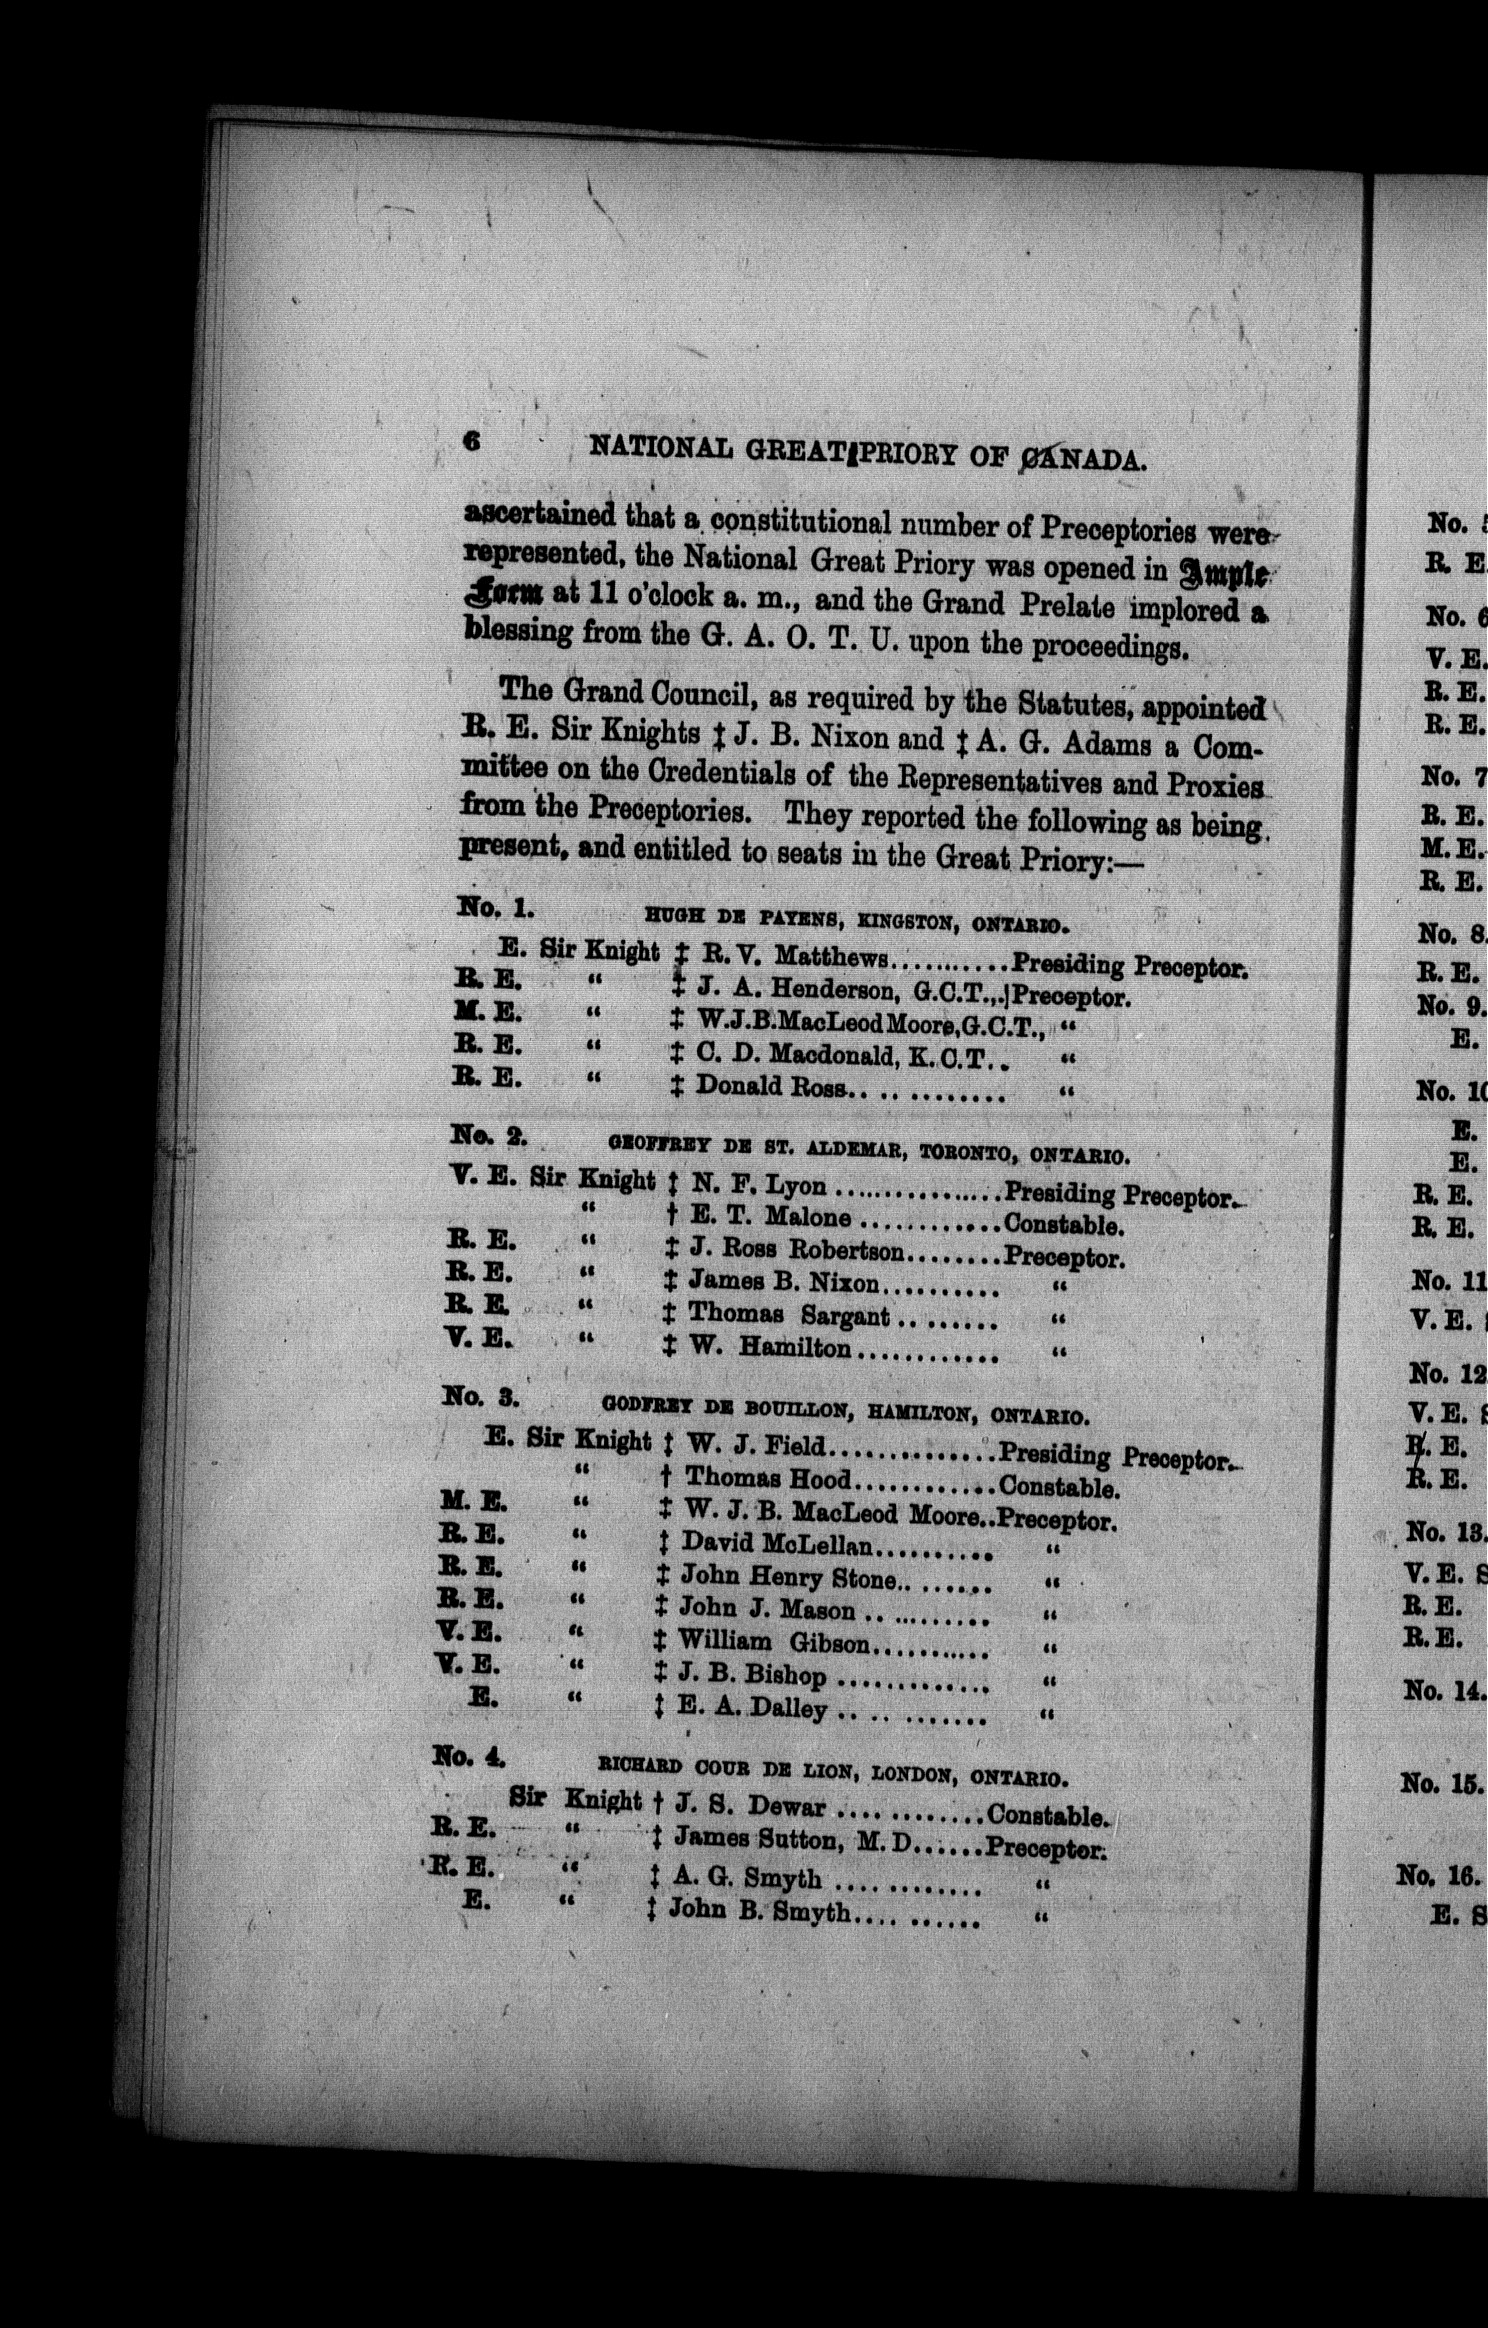 6 NATIONAL GREAT PRIORY OF CANADA.
ascertained that a constitutional number of Preceptories were
represented, the National Great Priory was opened in Ample
Form at 11 o'clock a. m., and the Grand Prelate implored a
blessing from the G. A. O. T. U. upon the proceedings.
The Grand Council, as required by the Statutes, appointed
R. E. Sir Knights ‡ J. B. Nixon and ‡ A. G. Adams a Com-
mittee on the Credentials of the Representatives and Proxies
from the Preceptories. They reported the following as being
present, and entitled to seats in the Great Priory:—
No. 1. HUGH DE PAYENS, KINGSTON, ONTARIO.
E. Sir Knight ‡ R. V. Matthews...........Presiding Preceptor.
R. E. “ ‡ J. A. Henderson, G.C.T.,.Preceptor.
M. E. “ ‡ W.J.B.MacLeod Moore,G.C.T., “
R. E. “ ‡ C. D. Macdonald, K.C.T.. “
R. E. “ ‡ Donald Ross............ “
No. 2. GEOFFREY DE ST. ALDEMAR, TORONTO, ONTARIO.
V. E. Sir Knight ‡ N. F. Lyon ...............Presiding Preceptor.
“ † E. T. Malone ............Constable.
R. E. “ ‡ J. Ross Robertson........Preceptor.
R. E. “ ‡ James B. Nixon.......... “
R. E. “ ‡ Thomas Sargant ........ “
V. E. “ ‡ W. Hamilton............ “
No. 3. GODFREY DE BOUILLON, HAMILTON, ONTARIO.
E. Sir Knight ‡ W. J. Field..............Presiding Preceptor.
“ † Thomas Hood............Constable.
M. E. “ ‡ W. J. B. MacLeod Moore..Preceptor.
R. E. “ ‡ David McLellan.......... “
R. E. “ ‡ John Henry Stone........ “
R. E. “ ‡ John J. Mason .......... “
V. E. “ ‡ William Gibson.......... “
V. E. “ ‡ J. B. Bishop ............. “
E. “ ‡ E. A. Dalley ........... “
No. 4. RICHARD COUR DE LION, LONDON, ONTARIO.
Sir Knight † J. S. Dewar ............Constable.
R. E. “ ‡ James Sutton, M. D......Preceptor.
R. E. “ ‡ A. G. Smyth ............ “
E. “ ‡ John B. Smyth.......... “
No.
R. E.
No. 6
V. E.
R. E.
R. E.
No. 7
R. E.
M. E.
R. E.
No. 8.
R. E.
No. 9.
E.
No. 10
E.
E.
R. E.
R. E.
No. 11
V. E.
No. 12
V. E.
R. E.
R. E.
No. 13.
V. E. S
R. E.
R. E.
No. 14.
No. 15.
No. 16.
E. S